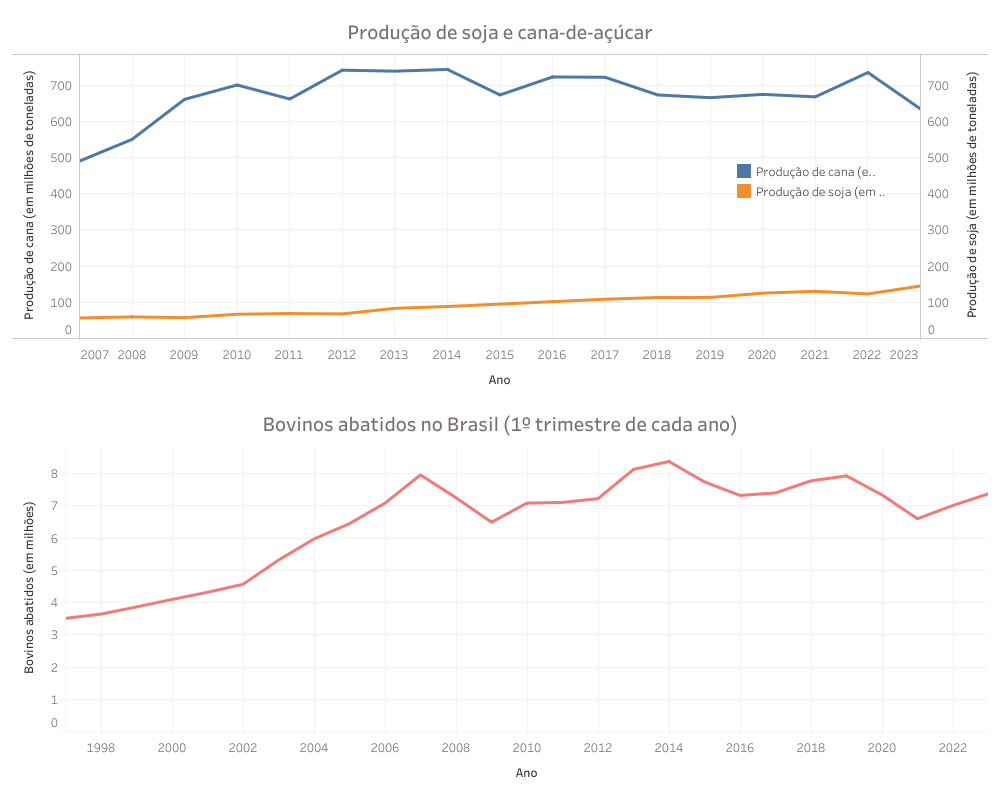 Produção de soja e cana-de-açúcar
Produção de cana (em milhões de toneladas)
700
600
500
400
300
200
100
0
Produção de cana (e..
Produção de soja (em ..
700
600
500
400
300
200
100
0
Produção de soja (em milhões de toneladas)
2007 2008 2009 2010 2011 2012 2013 2014 2015 2016 2017 2018 2019 2020 2021 2022 2023
Ano
Bovinos abatidos no Brasil (1º trimestre de cada ano)
Bovinos abatidos (em milhões)
8
7
6
5
4
3
2
1
0
1998 2000 2002 2004 2006 2008 2010 2012 2014 2016 2018 2020 2022
Ano